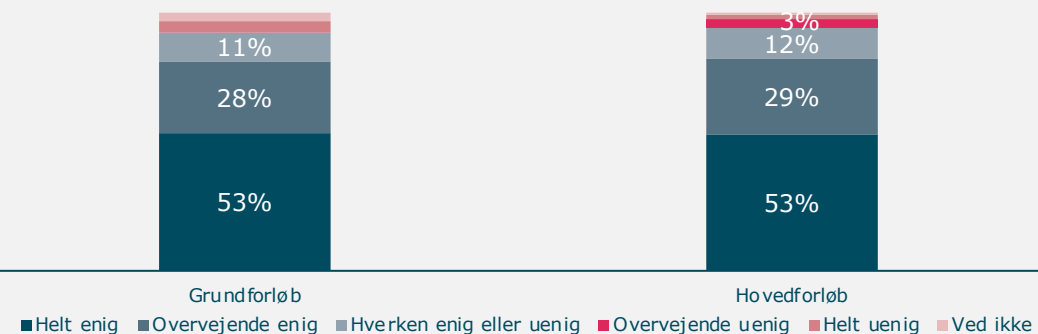 3%
11%
12%
28%
29%
53%
53%
Grundforløb
Hovedforløb
Helt enig
Overvejende enig
Hverken enig eller uenig
Overvejende uenig
Helt uenig
Ved ikke